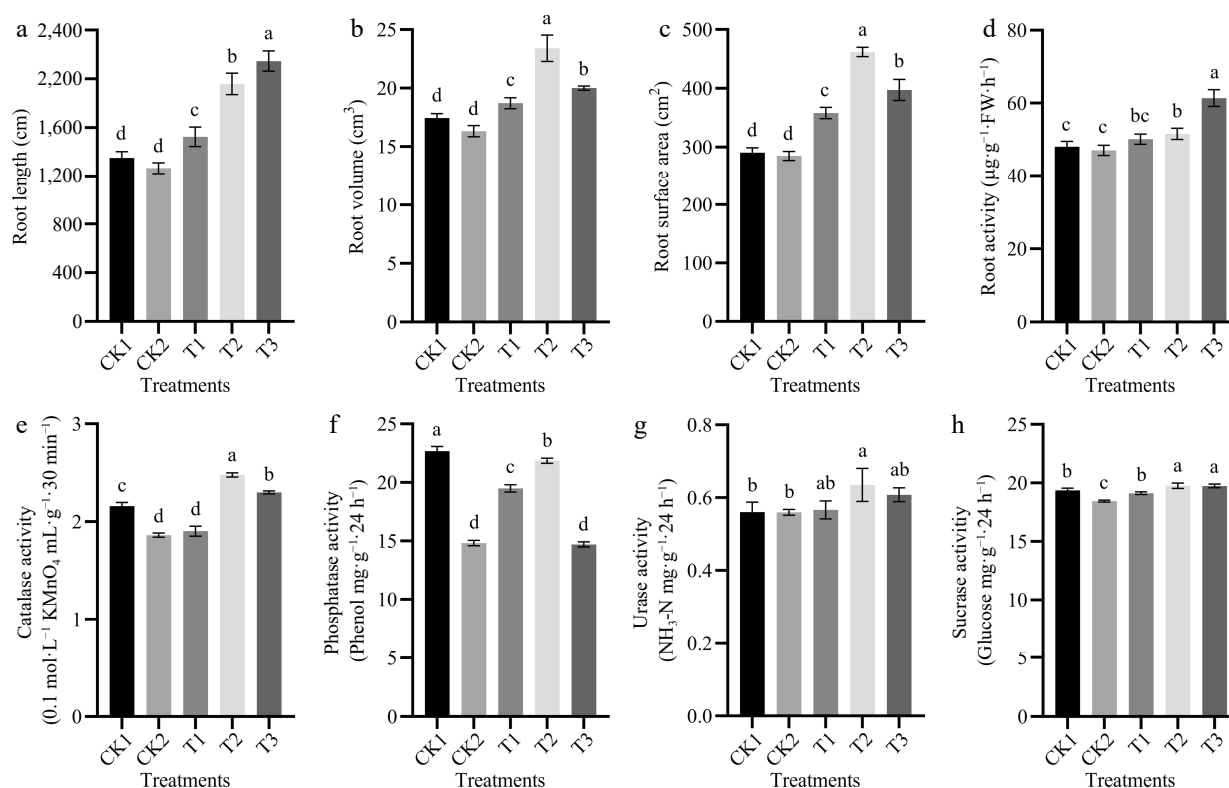 a
Root length (cm)
2,400
2,200
1,600
1,200
800
400
0
d
d
c
b
a
CK1
CK2
T1
T2
T3
Treatments
b
Root volume (cm³)
25
20
15
10
5
0
d
d
c
a
b
CK1
CK2
T1
T2
T3
Treatments
c
Root surface area (cm²)
500
400
300
200
100
0
d
d
c
a
b
CK1
CK2
T1
T2
T3
Treatments
d
Root activity (μg·g⁻¹·FW·h⁻¹)
80
60
40
20
0
c
c
bc
b
a
CK1
CK2
T1
T2
T3
Treatments
e
Catalase activity
(0.1 mol·L⁻¹ KMnO₄ mL·g⁻¹·30 min⁻¹)
3
2
1
0
c
d
d
a
b
CK1
CK2
T1
T2
T3
Treatments
f
Phosphatase activity
(Phenol mg·g⁻¹·24 h⁻¹)
25
20
15
10
5
0
a
d
c
b
d
CK1
CK2
T1
T2
T3
Treatments
g
Urase activity
(NH₃-N mg·g⁻¹·24 h⁻¹)
0.8
0.6
0.4
0.2
0.0
b
b
ab
a
ab
CK1
CK2
T1
T2
T3
Treatments
h
Sucrase activitiy
(Glucose mg·g⁻¹·24 h⁻¹)
25
20
15
10
5
0
b
c
b
a
a
CK1
CK2
T1
T2
T3
Treatments